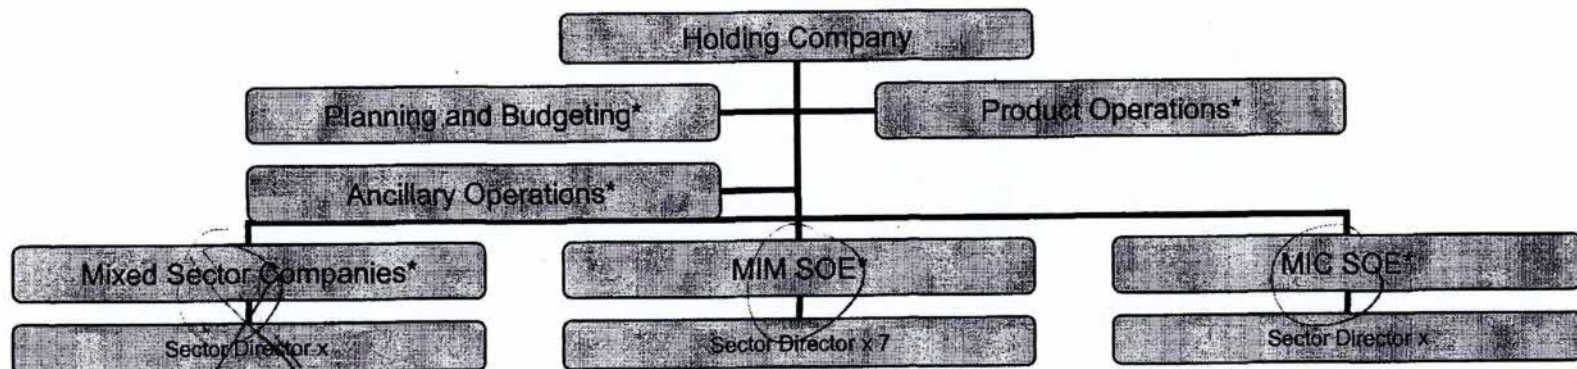 Holding Company
Planning and Budgeting*
Product Operations*
Ancillary Operations*
Mixed Sector Companies*
MIM SOE*
MIC SOE*
Sector Director x
Sector Director x 7
Sector Director x